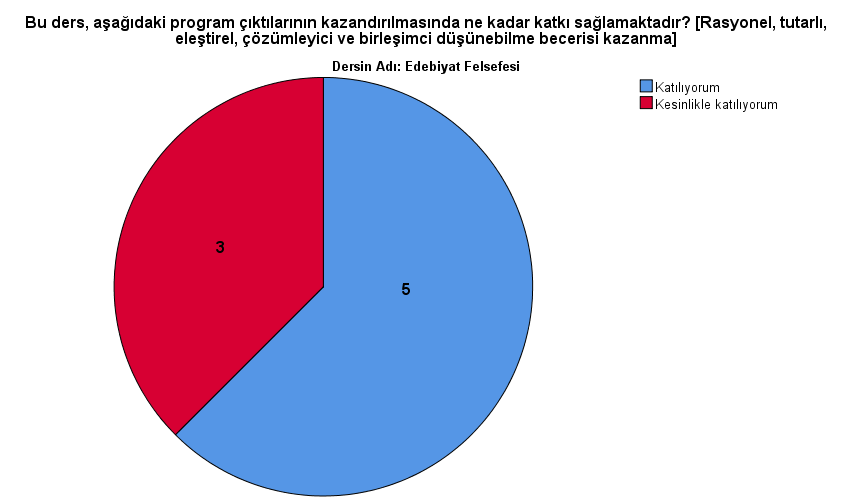 Bu ders, aşağıdaki program çıktılarının kazandırılmasında ne kadar katkı sağlamaktadır? [Rasyonel, tutarlı,
eleştirel, çözümleyici ve birleşimci düşünebilme becerisi kazanma]
Dersin Adı: Edebiyat Felsefesi
Katılıyorum
Kesinlikle katılıyorum
3
5